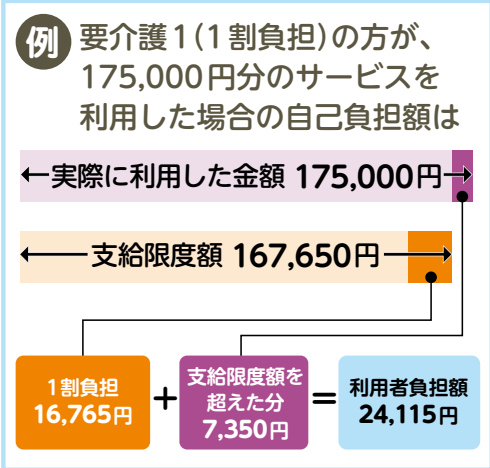 例 要介護1(1割負担)の方が、
175,000円分のサービスを
利用した場合の自己負担額は
実際に利用した金額 175,000円
支給限度額 167,650円
1割負担
16,765円
+
支給限度額を
超えた分
7,350円
=
利用者負担額
24,115円